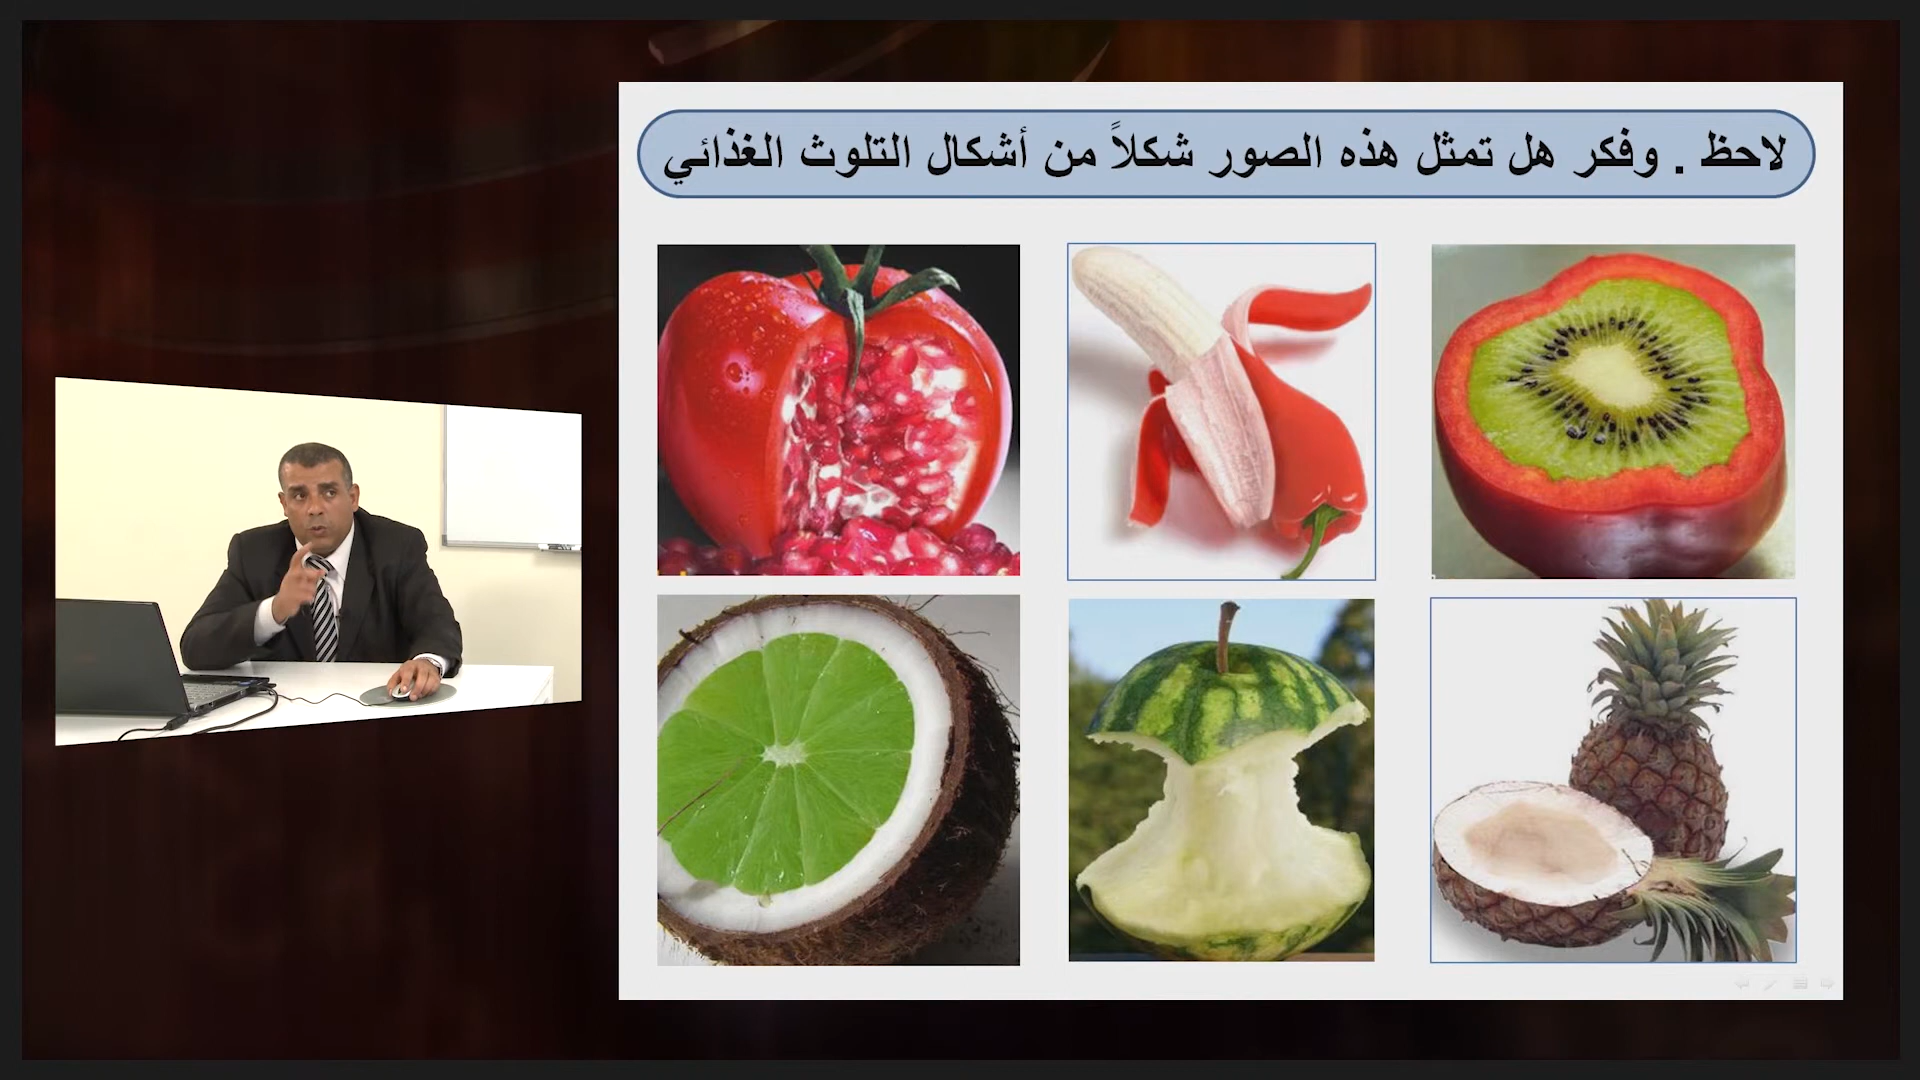 لاحظ . وفكر هل تمثل هذه الصور شكلاً من أشكال التلوث الغذائي